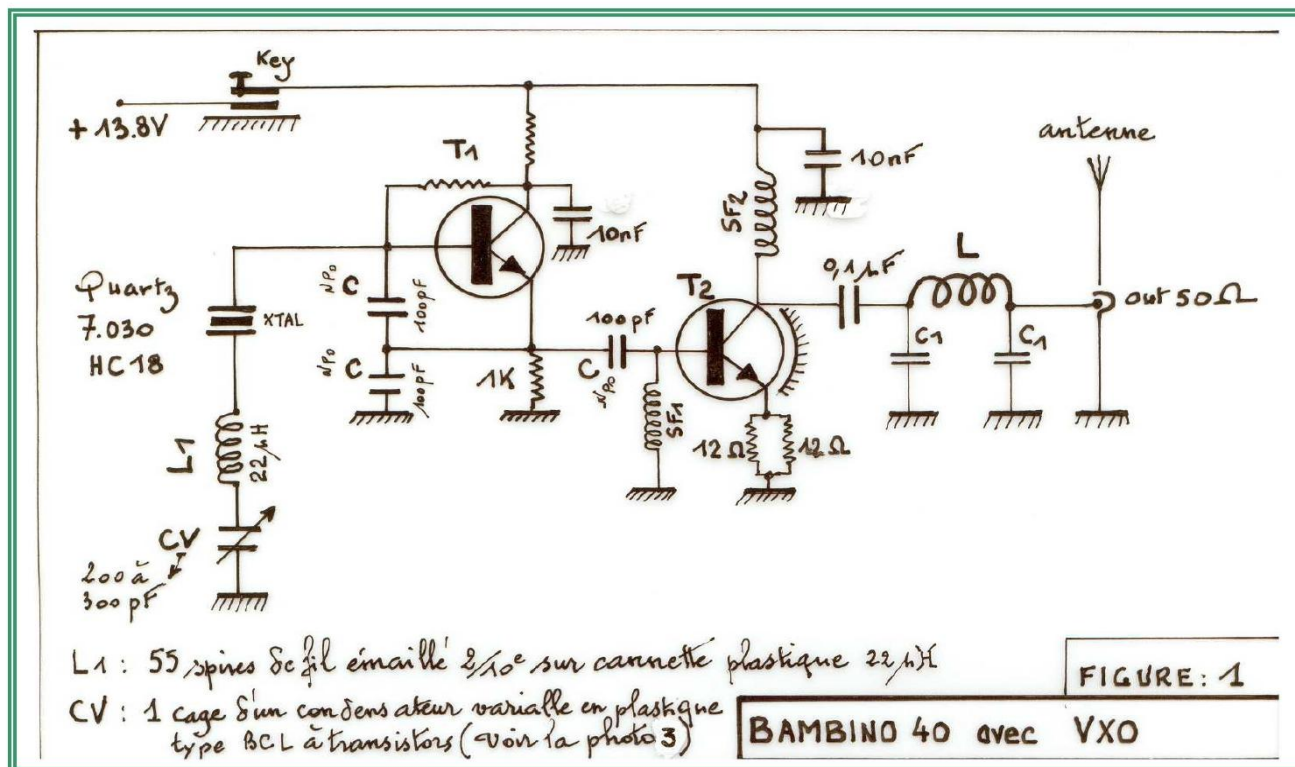 Key
+13.8V
T1
10nF
antenne
10nF
SF2
0,1µF
L
out 50Ω
Quartz
7.030
HC18
XTAL
NPo
C
100pF
NPo
C
100pF
1K
100pF
C
NPo
SF1
T2
12Ω
12Ω
C1
C1
L1
22µH
CV
200 à
300pF
L1 : 55 spires de fil émaillé 2/10e sur cannette plastique 22µH
CV : 1 cage d'un condensateur varialle en plastique
type BCL à transistors (voir la photo 3)
FIGURE : 1
BAMBINO 40 avec VXO